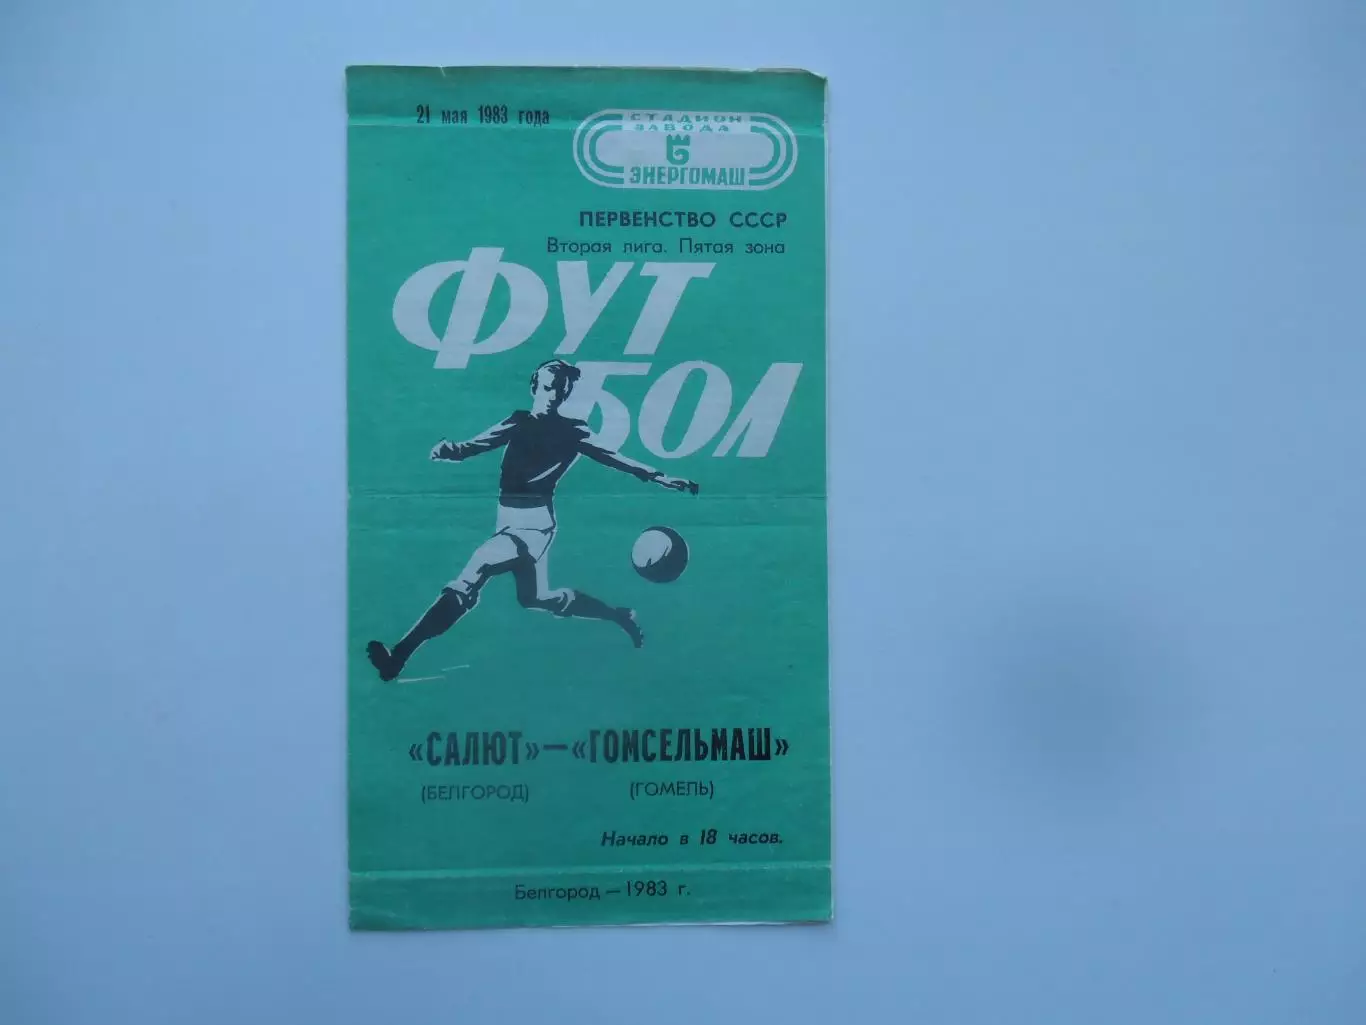 21 мая 1983 года
СТАДИОН
ЗАВОДА
ЭНЕРГОМАШ
ПЕРВЕНСТВО СССР
Вторая лига. Пятая зона
ФУТ
БОЛ
«САЛЮТ»—«ГОМСЕЛЬМАШ»
(БЕЛГОРОД) (ГОМЕЛЬ)
Начало в 18 часов.
Белгород — 1983 г.